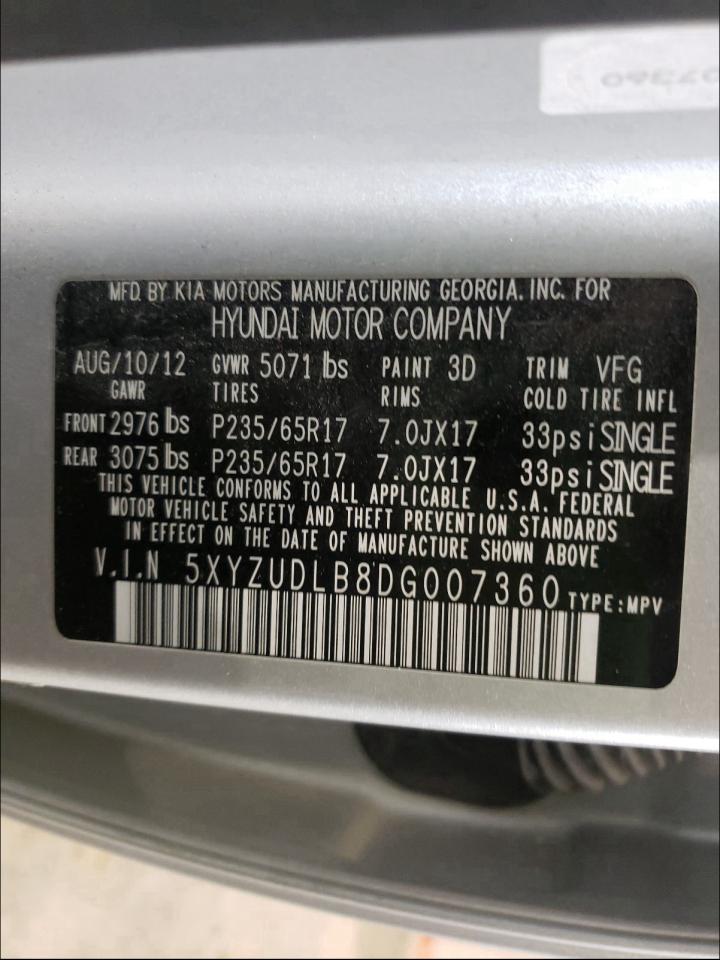 07360
MFD. BY KIA MOTORS MANUFACTURING GEORGIA. INC. FOR
HYUNDAI MOTOR COMPANY
AUG/10/12 GVWR 5071 lbs PAINT 3D TRIM VFG
GAWR TIRES RIMS COLD TIRE INFL
FRONT 2976 lbs P235/65R17 7.0JX17 33psi SINGLE
REAR 3075 lbs P235/65R17 7.0JX17 33psi SINGLE
THIS VEHICLE CONFORMS TO ALL APPLICABLE U.S.A. FEDERAL
MOTOR VEHICLE SAFETY AND THEFT PREVENTION STANDARDS
IN EFFECT ON THE DATE OF MANUFACTURE SHOWN ABOVE
V.I.N 5XYZUDLB8DG007360 TYPE:MPV